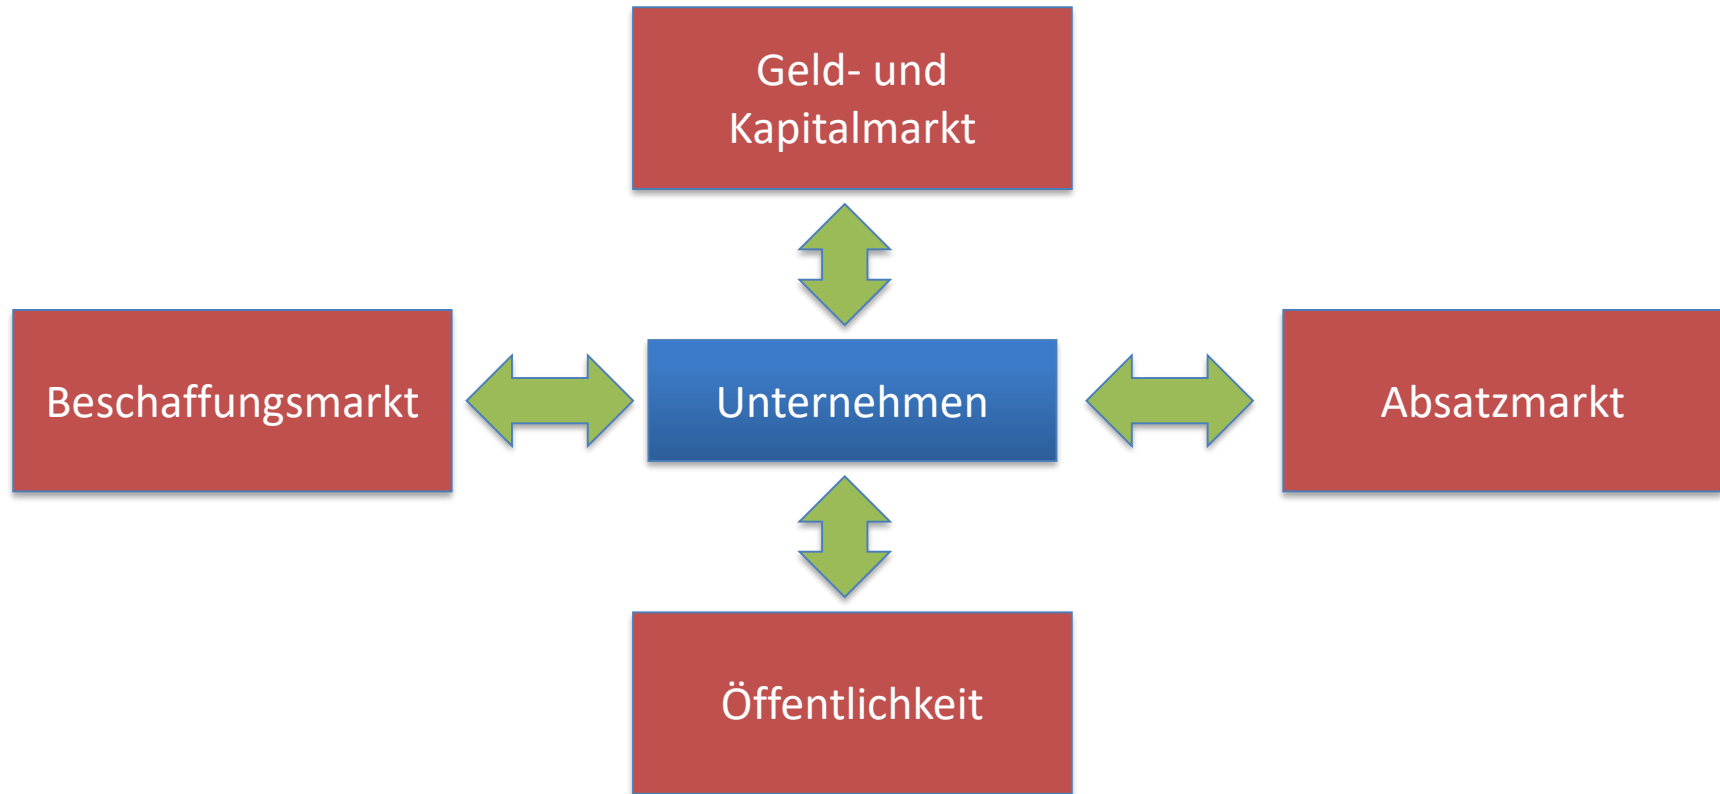 Geld- und
Kapitalmarkt
Beschaffungsmarkt
Unternehmen
Absatzmarkt
Öffentlichkeit